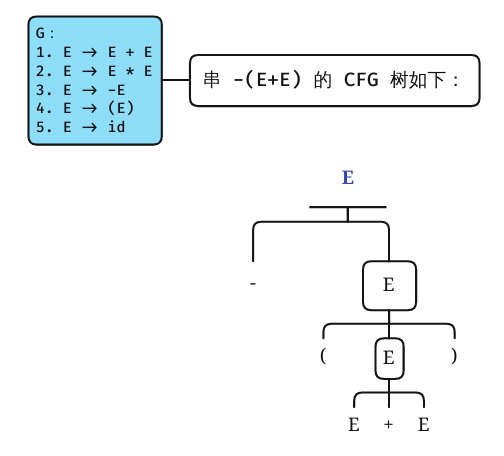 G：
1. E → E + E
2. E → E * E
3. E → -E
4. E → (E)
5. E → id
串 -(E+E) 的 CFG 树如下：
E
- E
( E )
E + E